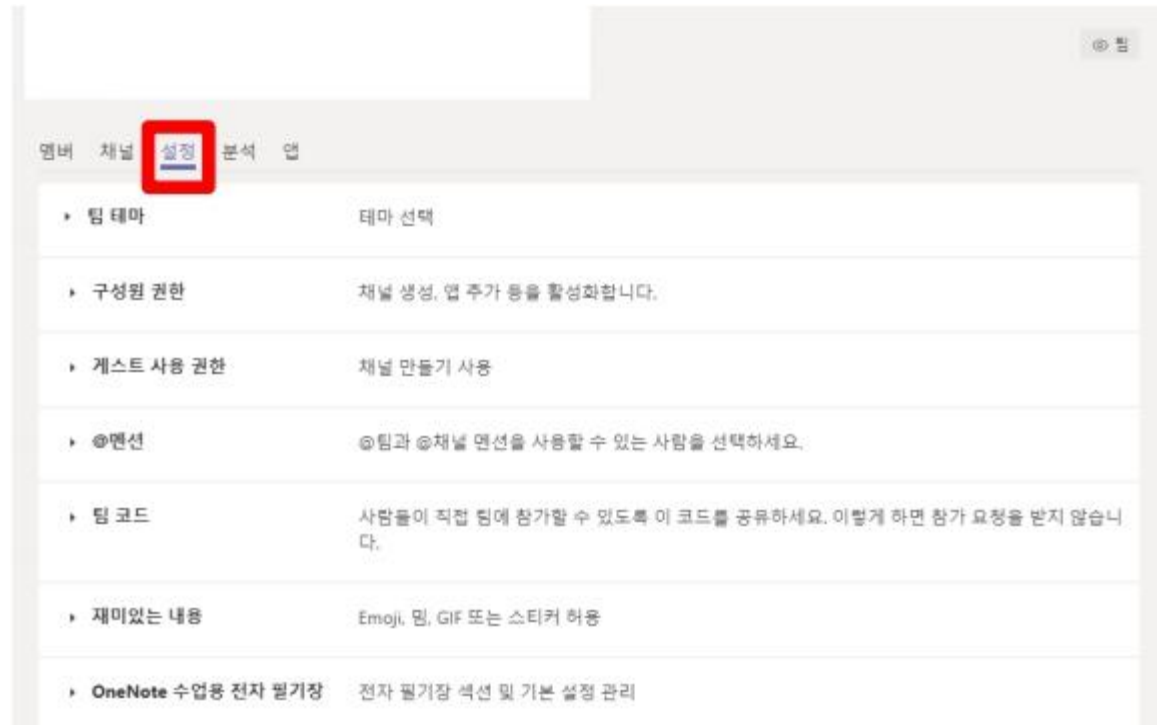 팀
멤버 채널 설정 분석 앱
팀 테마 테마 선택
구성원 권한 채널 생성, 앱 추가 등을 활성화합니다.
게스트 사용 권한 채널 만들기 사용
@멘션 @팀과 @채널 멘션을 사용할 수 있는 사람을 선택하세요.
팀 코드 사람들이 직접 팀에 참가할 수 있도록 이 코드를 공유하세요. 이렇게 하면 참가 요청을 받지 않습니
다.
재미있는 내용 Emoji, 밈, GIF 또는 스티커 허용
OneNote 수업용 전자 필기장 전자 필기장 섹션 및 기본 설정 관리